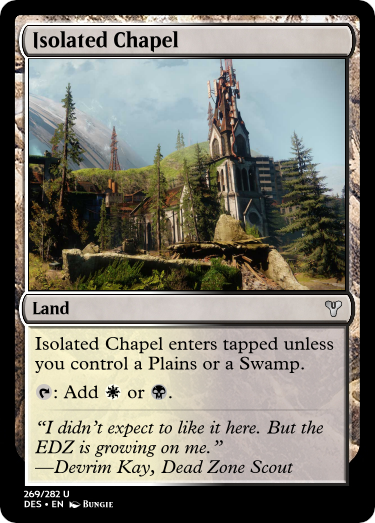 Isolated Chapel
Land
Isolated Chapel enters tapped unless
you control a Plains or a Swamp.
: Add or .
"I didn't expect to like it here. But the
EDZ is growing on me."
—Devrim Kay, Dead Zone Scout
269/282 U
DES • EN Bungie